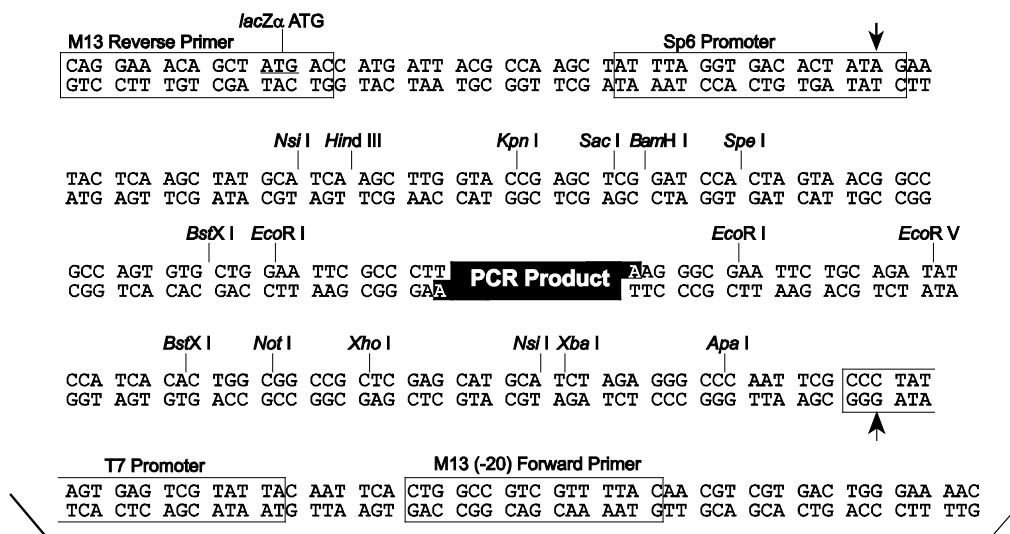 lacZα ATG
M13 Reverse Primer
Sp6 Promoter
CAG GAA ACA GCT ATG ACC ATG ATT ACG CCA AGC TAT TTA GGT GAC ACT ATA GAA
GTC CTT TGT CGA TAC TGG TAC TAA TGC GGT TCG ATA AAT CCA CTG TGA TAT CTT
Nsi I Hind III Kpn I Sac I BamH I Spe I
TAC TCA AGC TAT GCA TCA AGC TTG GTA CCG AGC TCG GAT CCA CTA GTA ACG GCC
ATG AGT TCG ATA CGT AGT TCG AAC CAT GGC TCG AGC CTA GGT GAT CAT TGC CGG
BstX I EcoR I EcoR I EcoR V
GCC AGT GTG CTG GAA TTC GCC CTT PCR Product AAG GGC GAA TTC TGC AGA TAT
CGG TCA CAC GAC CTT AAG CGG GAA TTC CCG CTT AAG ACG TCT ATA
BstX I Not I Xho I Nsi I Xba I Apa I
CCA TCA CAC TGG CGG CCG CTC GAG CAT GCA TCT AGA GGG CCC AAT TCG CCC TAT
GGT AGT GTG ACC GCC GGC GAG CTC GTA CGT AGA TCT CCC GGG TTA AGC GGG ATA
T7 Promoter M13 (-20) Forward Primer
AGT GAG TCG TAT TAC AAT TCA CTG GCC GTC GTT TTA CAA CGT CGT GAC TGG GAA AAC
TCA CTC AGC ATA ATG TTA AGT GAC CGG CAG CAA AAT GTT GCA GCA CTG ACC CTT TTG